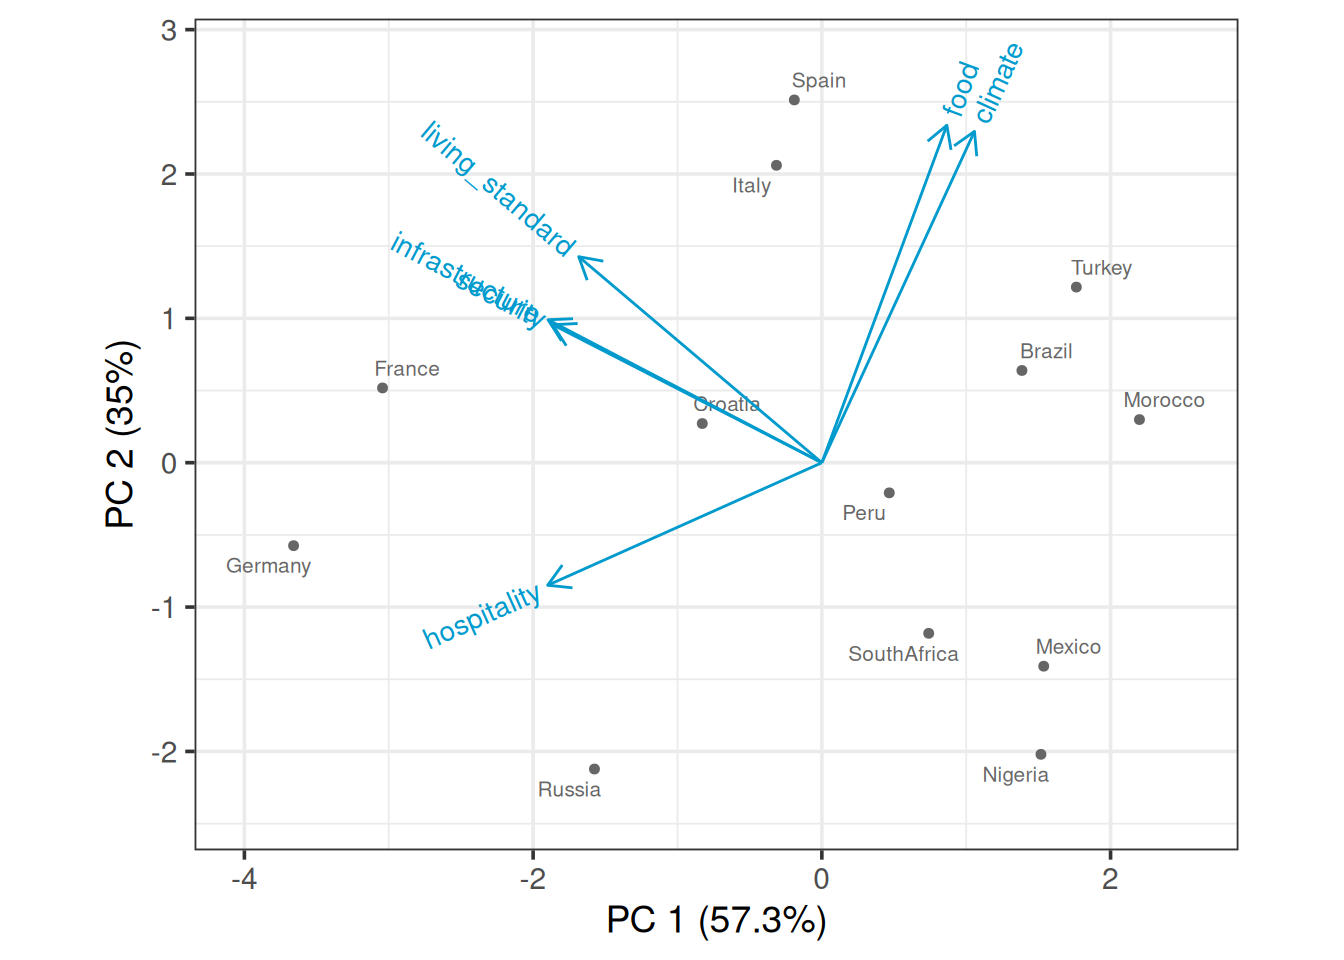 3
2
1
0
-1
-2
-4
-2
0
2
PC 2 (35%)
PC 1 (57.3%)
Spain
Italy
food
climate
living_standard
infrastructure
security
Turkey
Brazil
Morocco
France
Croatia
Peru
Germany
hospitality
SouthAfrica
Mexico
Nigeria
Russia